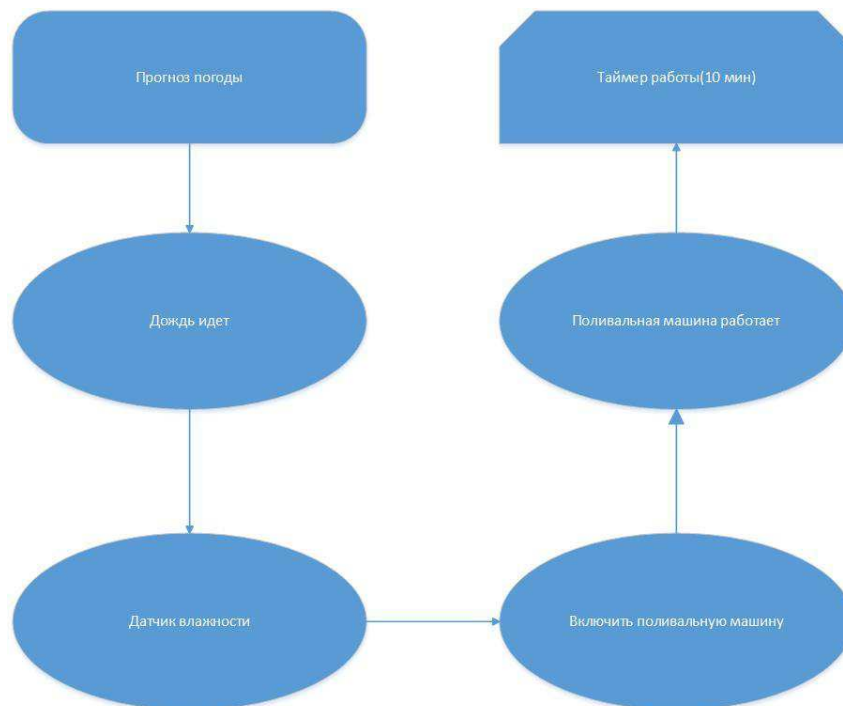 Прогноз погоды
Дождь идет
Датчик влажности
Включить поливальную машину
Поливальная машина работает
Таймер работы(10 мин)